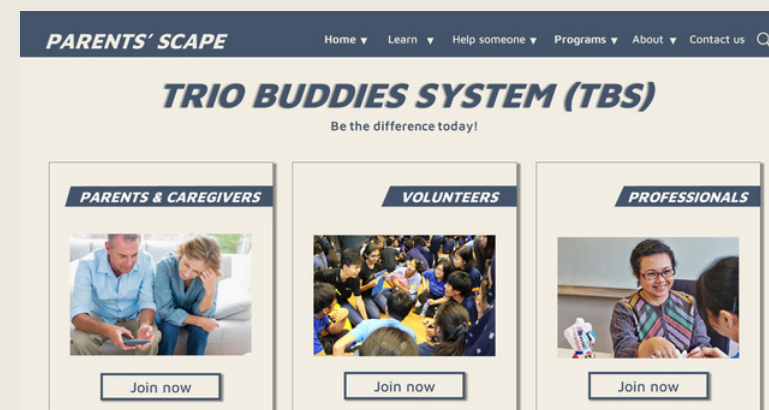 PARENTS' SCAPE
Home ▼ Learn ▼ Help someone ▼ Programs ▼ About ▼ Contact us
TRIO BUDDIES SYSTEM (TBS)
Be the difference today!
PARENTS & CAREGIVERS
VOLUNTEERS
PROFESSIONALS
Join now
Join now
Join now